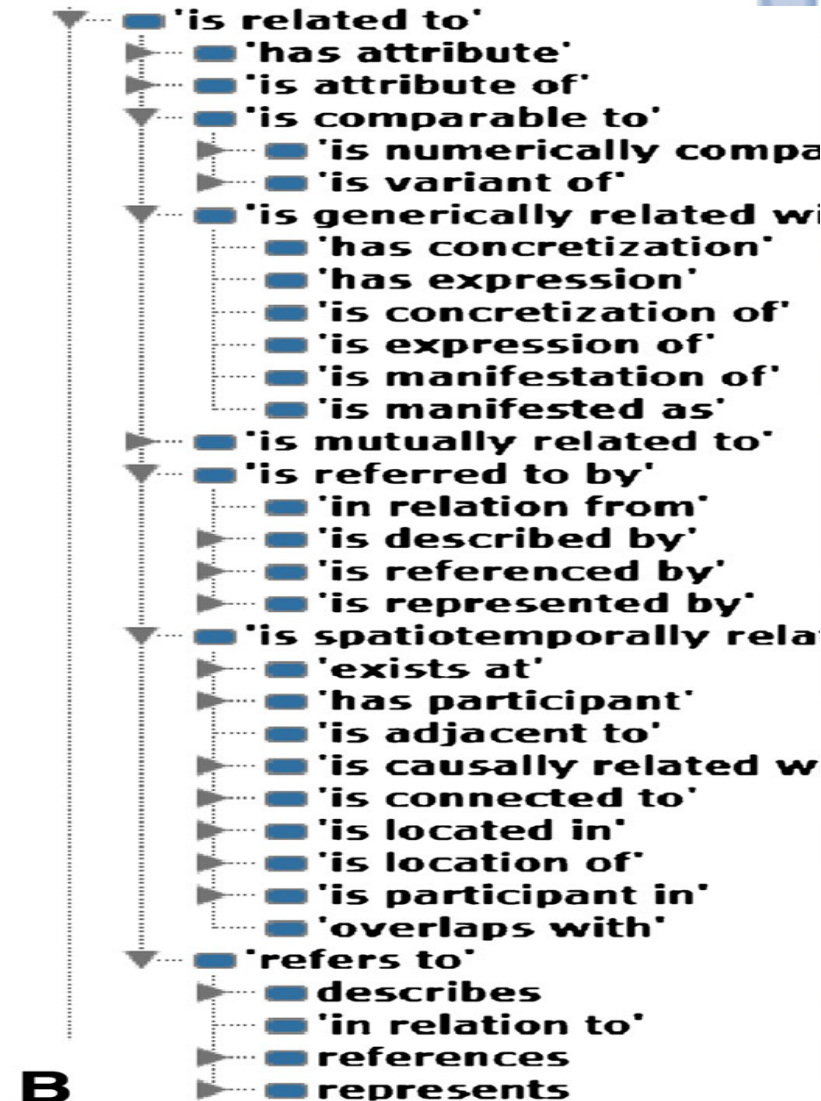 'is related to'
'has attribute'
'is attribute of'
'is comparable to'
'is numerically compa
'is variant of'
'is generically related wi
'has concretization'
'has expression'
'is concretization of'
'is expression of'
'is manifestation of'
'is manifested as'
'is mutually related to'
'is referred to by'
'in relation from'
'is described by'
'is referenced by'
'is represented by'
'is spatiotemporally rela
'exists at'
'has participant'
'is adjacent to'
'is causally related wi
'is connected to'
'is located in'
'is location of'
'is participant in'
'overlaps with'
'refers to'
describes
'in relation to'
references
represents
B